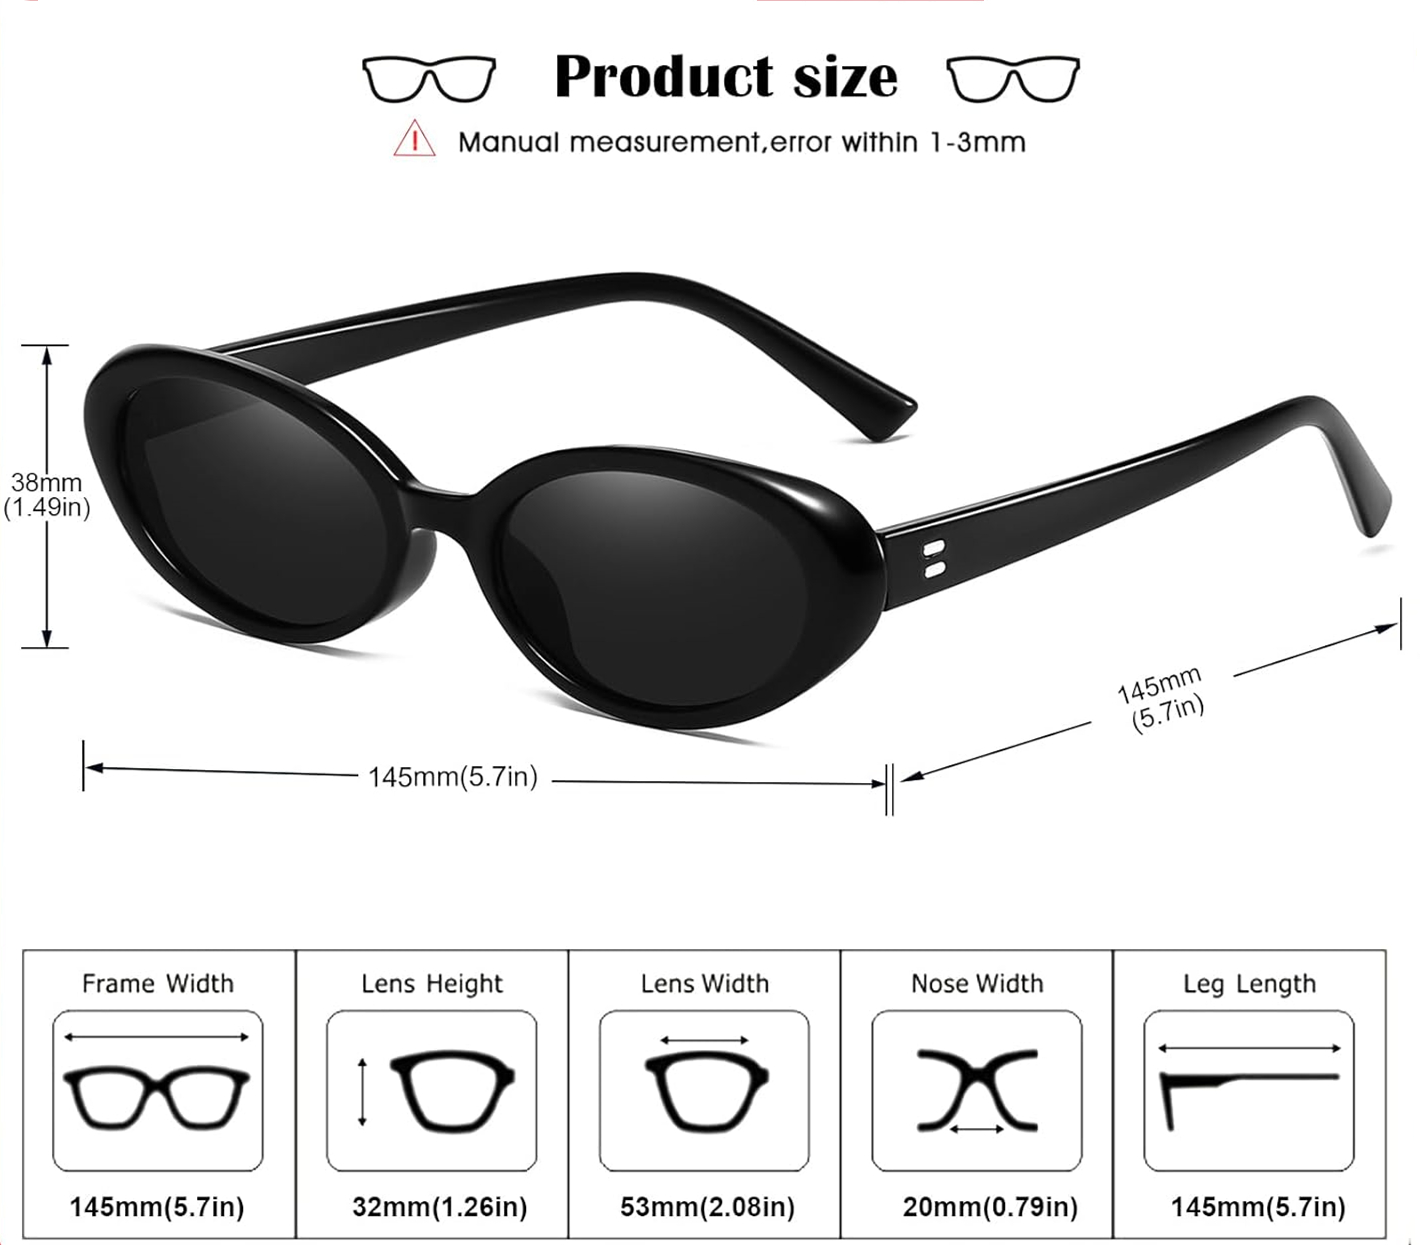 Product size
Manual measurement,error within 1-3mm
38mm
(1.49in)
145mm
(5.7in)
145mm(5.7in)
Frame Width
Lens Height
Lens Width
Nose Width
Leg Length
145mm(5.7in)
32mm(1.26in)
53mm(2.08in)
20mm(0.79in)
145mm(5.7in)